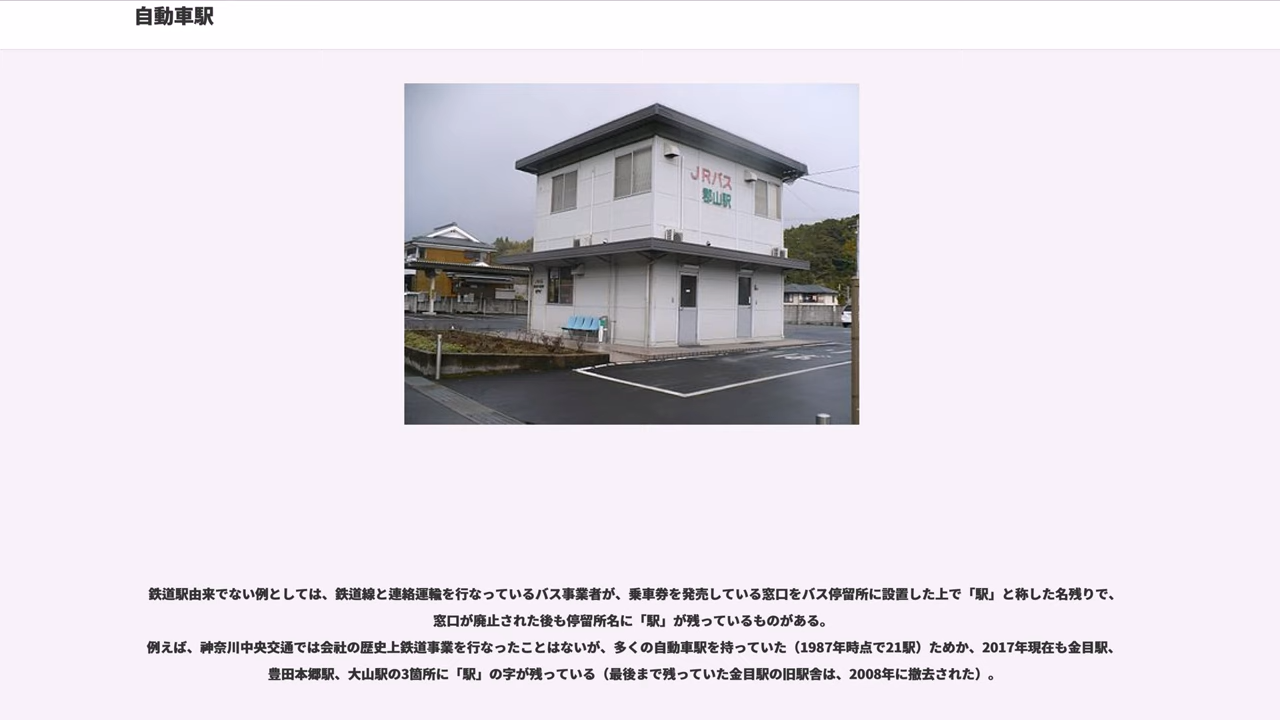 自動車駅
JRバス
郡山駅
鉄道駅由来でない例としては、鉄道線と連絡運輸を行なっているバス事業者が、乗車券を発売している窓口をバス停留所に設置した上で「駅」と称した名残りで、
窓口が廃止された後も停留所名に「駅」が残っているものがある。
例えば、神奈川中央交通では会社の歴史上鉄道事業を行なったことはないが、多くの自動車駅を持っていた（1987年時点で21駅）ためか、2017年現在も金目駅、
豊田本郷駅、大山駅の3箇所に「駅」の字が残っている（最後まで残っていた金目駅の旧駅舎は、2008年に撤去された）。